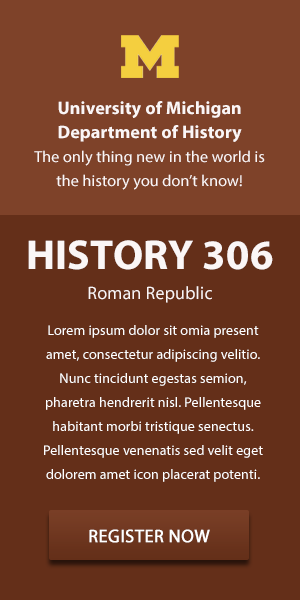 M
University of Michigan
Department of History
The only thing new in the world is
the history you don't know!
HISTORY 306
Roman Republic
Lorem ipsum dolor sit omia present
amet, consectetur adipiscing velitio.
Nunc tincidunt egestas semion,
pharetra hendrerit nisl. Pellentesque
habitant morbi tristique senectus.
Pellentesque venenatis sed velit eget
dolorem amet icon placerat potenti.
REGISTER NOW